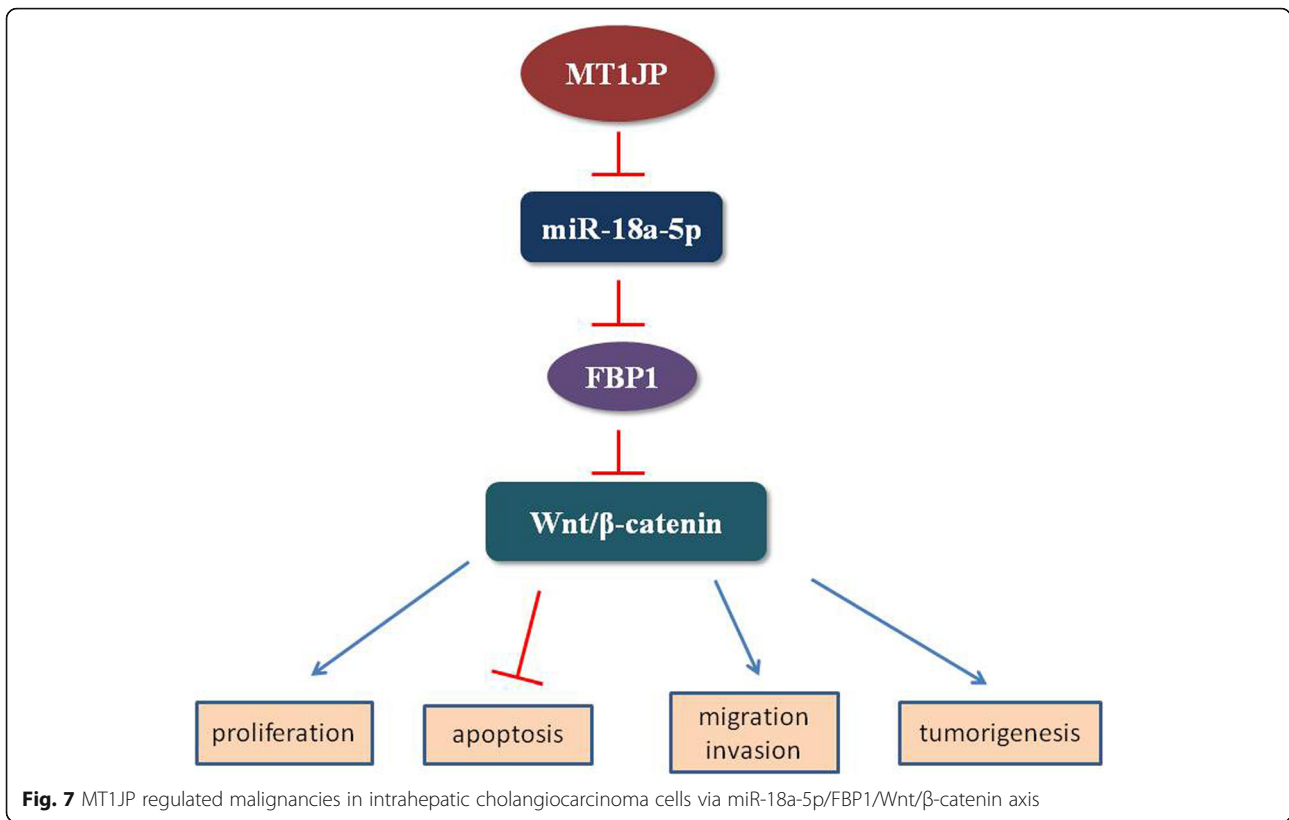 MT1JP
miR-18a-5p
FBP1
Wnt/β-catenin
proliferation
apoptosis
migration
invasion
tumorigenesis
Fig. 7 MT1JP regulated malignancies in intrahepatic cholangiocarcinoma cells via miR-18a-5p/FBP1/Wnt/β-catenin axis